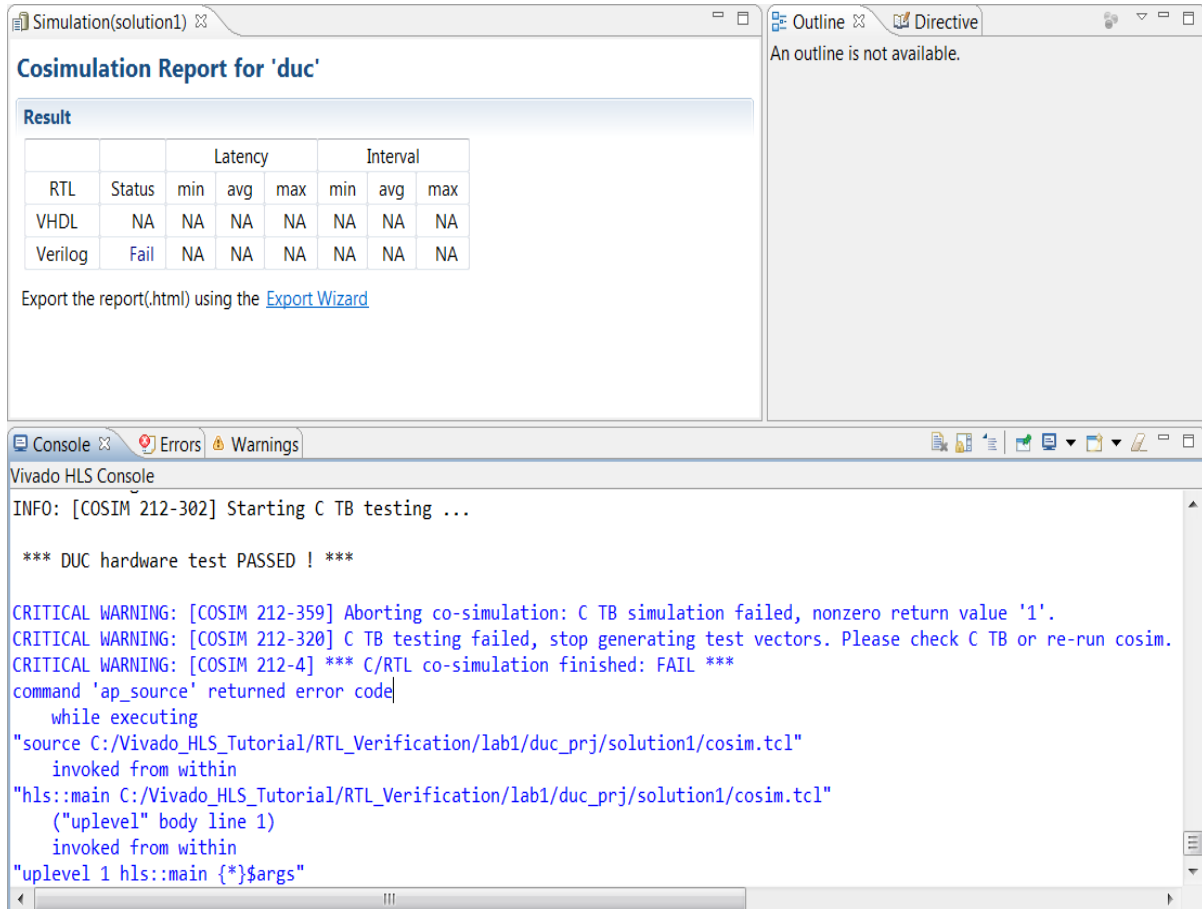 Simulation(solution1)
Cosimulation Report for 'duc'
Result
Latency Interval
RTL Status min avg max min avg max
VHDL NA NA NA NA NA NA NA
Verilog Fail NA NA NA NA NA NA
Export the report(.html) using the Export Wizard
Outline Directive
An outline is not available.
Console Errors Warnings
Vivado HLS Console
INFO: [COSIM 212-302] Starting C TB testing ...
*** DUC hardware test PASSED ! ***
CRITICAL WARNING: [COSIM 212-359] Aborting co-simulation: C TB simulation failed, nonzero return value '1'.
CRITICAL WARNING: [COSIM 212-320] C TB testing failed, stop generating test vectors. Please check C TB or re-run cosim.
CRITICAL WARNING: [COSIM 212-4] *** C/RTL co-simulation finished: FAIL ***
command 'ap_source' returned error code
while executing
"source C:/Vivado_HLS_Tutorial/RTL_Verification/lab1/duc_prj/solution1/cosim.tcl"
invoked from within
"hls::main C:/Vivado_HLS_Tutorial/RTL_Verification/lab1/duc_prj/solution1/cosim.tcl"
("uplevel" body line 1)
invoked from within
"uplevel 1 hls::main {*}$args"